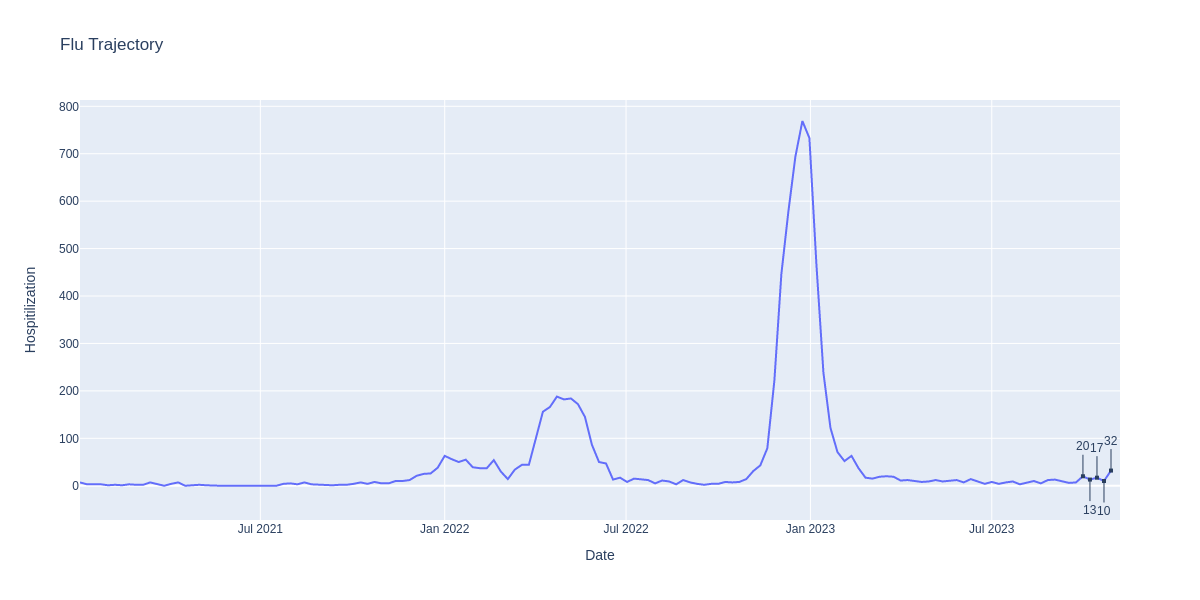 Flu Trajectory
800
700
600
500
400
300
200
100
0
Hospitilization
20
17
32
13
10
Jul 2021
Jan 2022
Jul 2022
Jan 2023
Jul 2023
Date